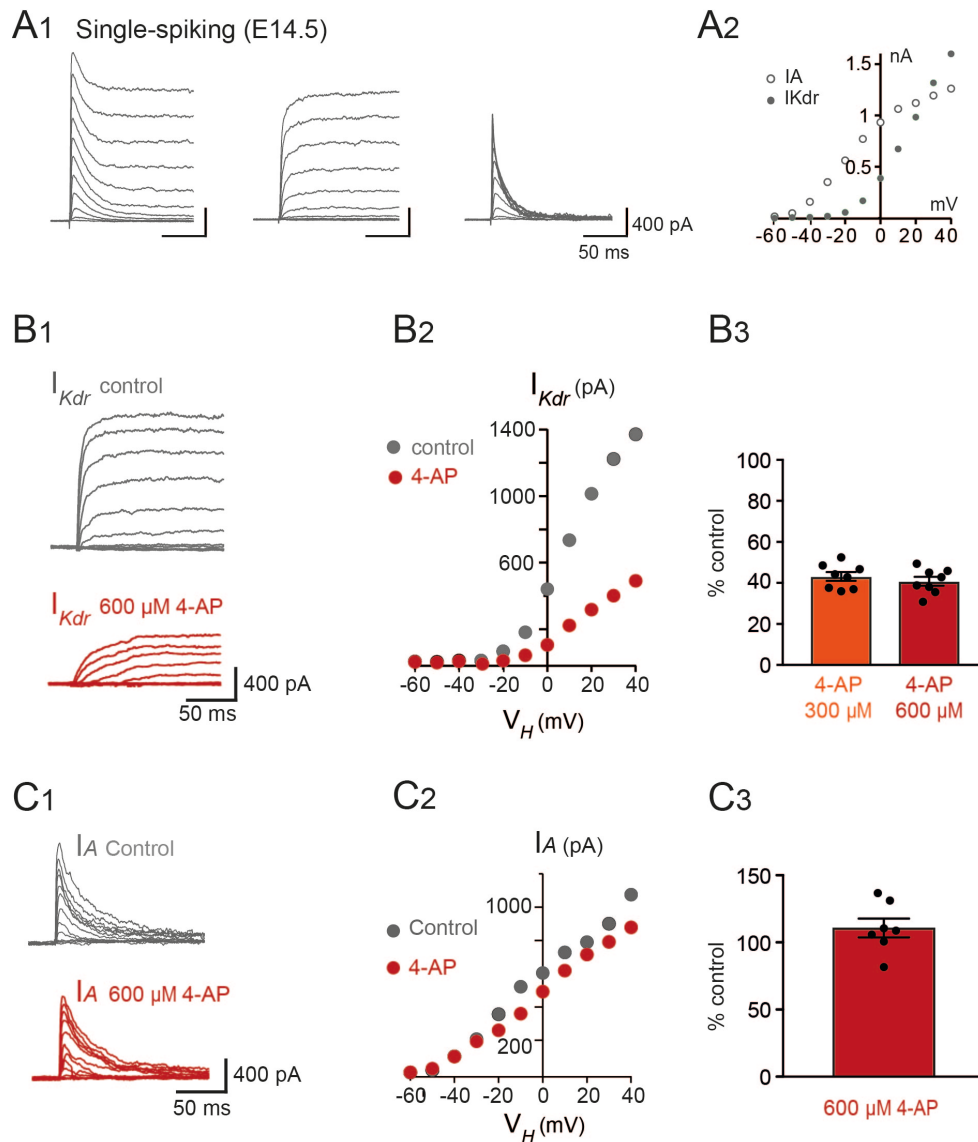 A1 Single-spiking (E14.5)
400 pA
50 ms
A2
nA
IA
IKdr
1.5
1
0.5
mV
-60 -40 -20 0 20 40
B1
IKdr control
IKdr 600 µM 4-AP
400 pA
50 ms
B2
IKdr (pA)
control
4-AP
1400
1000
600
-60 -40 -20 0 20 40
VH (mV)
B3
% control
100
80
60
40
20
0
4-AP 4-AP
300 µM 600 µM
C1
IA Control
IA 600 µM 4-AP
400 pA
50 ms
C2
IA (pA)
Control
4-AP
1000
200
-60 -40 -20 0 20 40
VH (mV)
C3
% control
150
100
50
0
600 µM 4-AP